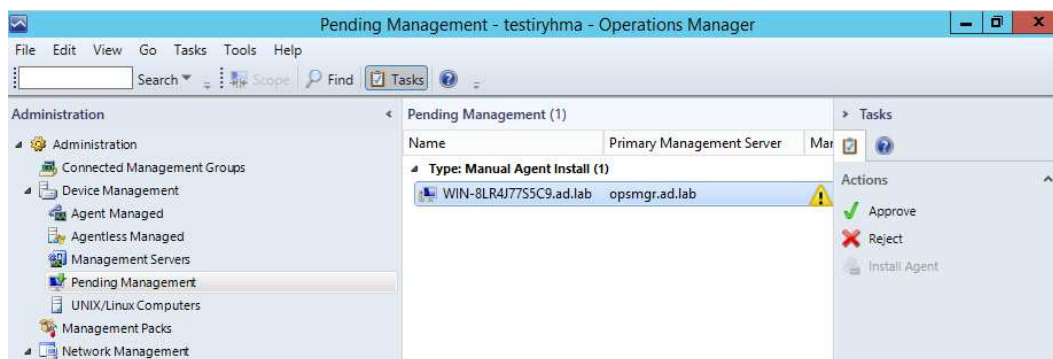 Pending Management - testiryhma - Operations Manager
File Edit View Go Tasks Tools Help
Search Scope Find Tasks
Administration
Administration
Connected Management Groups
Device Management
Agent Managed
Agentless Managed
Management Servers
Pending Management
UNIX/Linux Computers
Management Packs
Network Management
Pending Management (1)
Name Primary Management Server Mar
Type: Manual Agent Install (1)
WIN-8LR4J77S5C9.ad.lab opsmgr.ad.lab
Tasks
Actions
Approve
Reject
Install Agent